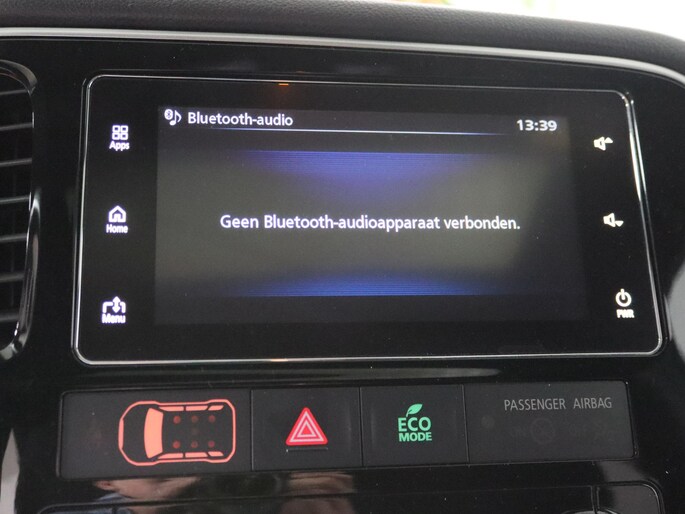 Bluetooth-audio
13:39
Apps
Geen Bluetooth-audioapparaat verbonden.
Home
Menu
PWR
ECO
MODE
PASSENGER AIRBAG